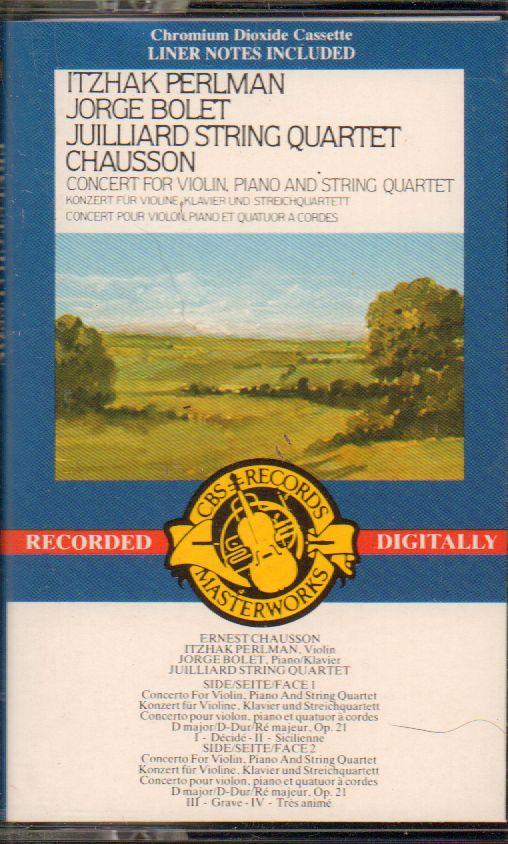 Chromium Dioxide Cassette
LINER NOTES INCLUDED
ITZHAK PERLMAN
JORGE BOLET
JUILLIARD STRING QUARTET
CHAUSSON
CONCERT FOR VIOLIN, PIANO AND STRING QUARTET
KONZERT FÜR VIOLINE, KLAVIER UND STREICHQUARTETT
CONCERT POUR VIOLON, PIANO ET QUATUOR A CORDES
CBS RECORDS
MASTERWORKS
RECORDED DIGITALLY
ERNEST CHAUSSON
ITZHAK PERLMAN, Violin
JORGE BOLET, Piano/Klavier
JUILLIARD STRING QUARTET
SIDE/SEITE/FACE 1
Concerto For Violin, Piano And String Quartet
Konzert für Violine, Klavier und Streichquartett
Concerto pour violon, piano et quatuor à cordes
D major/D-Dur/Ré majeur, Op. 21
I - Décidé - II - Sicilienne
SIDE/SEITE/FACE 2
Concerto For Violin, Piano And String Quartet
Konzert für Violine, Klavier und Streichquartett
Concerto pour violon, piano et quatuor à cordes
D major/D-Dur/Ré majeur, Op. 21
III - Grave - IV - Très animé